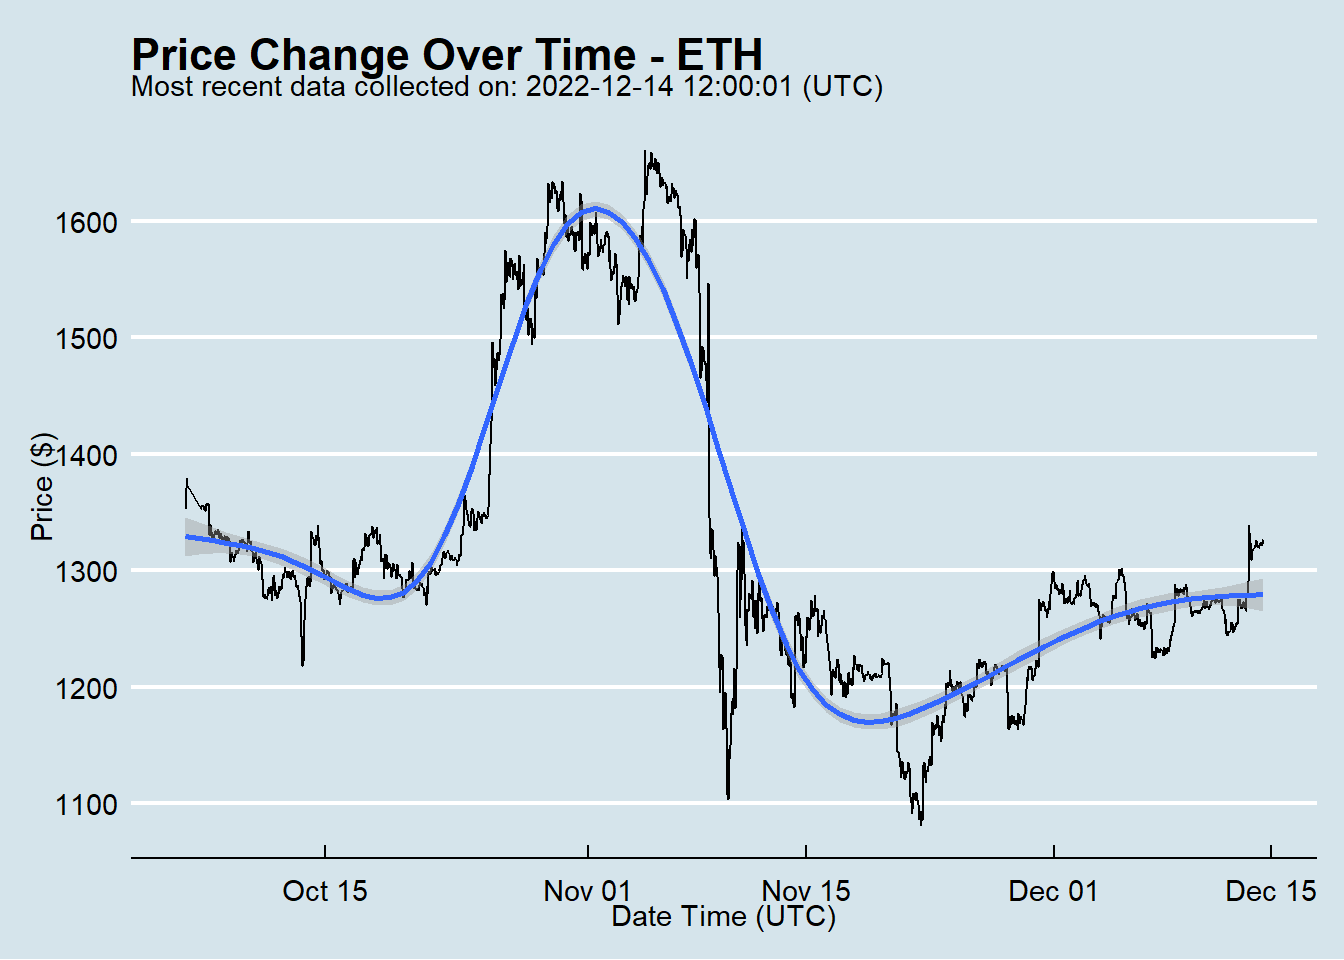 Price Change Over Time - ETH
Most recent data collected on: 2022-12-14 12:00:01 (UTC)
1600
1500
1400
1300
1200
1100
Price ($)
Oct 15
Nov 01
Nov 15
Dec 01
Dec 15
Date Time (UTC)